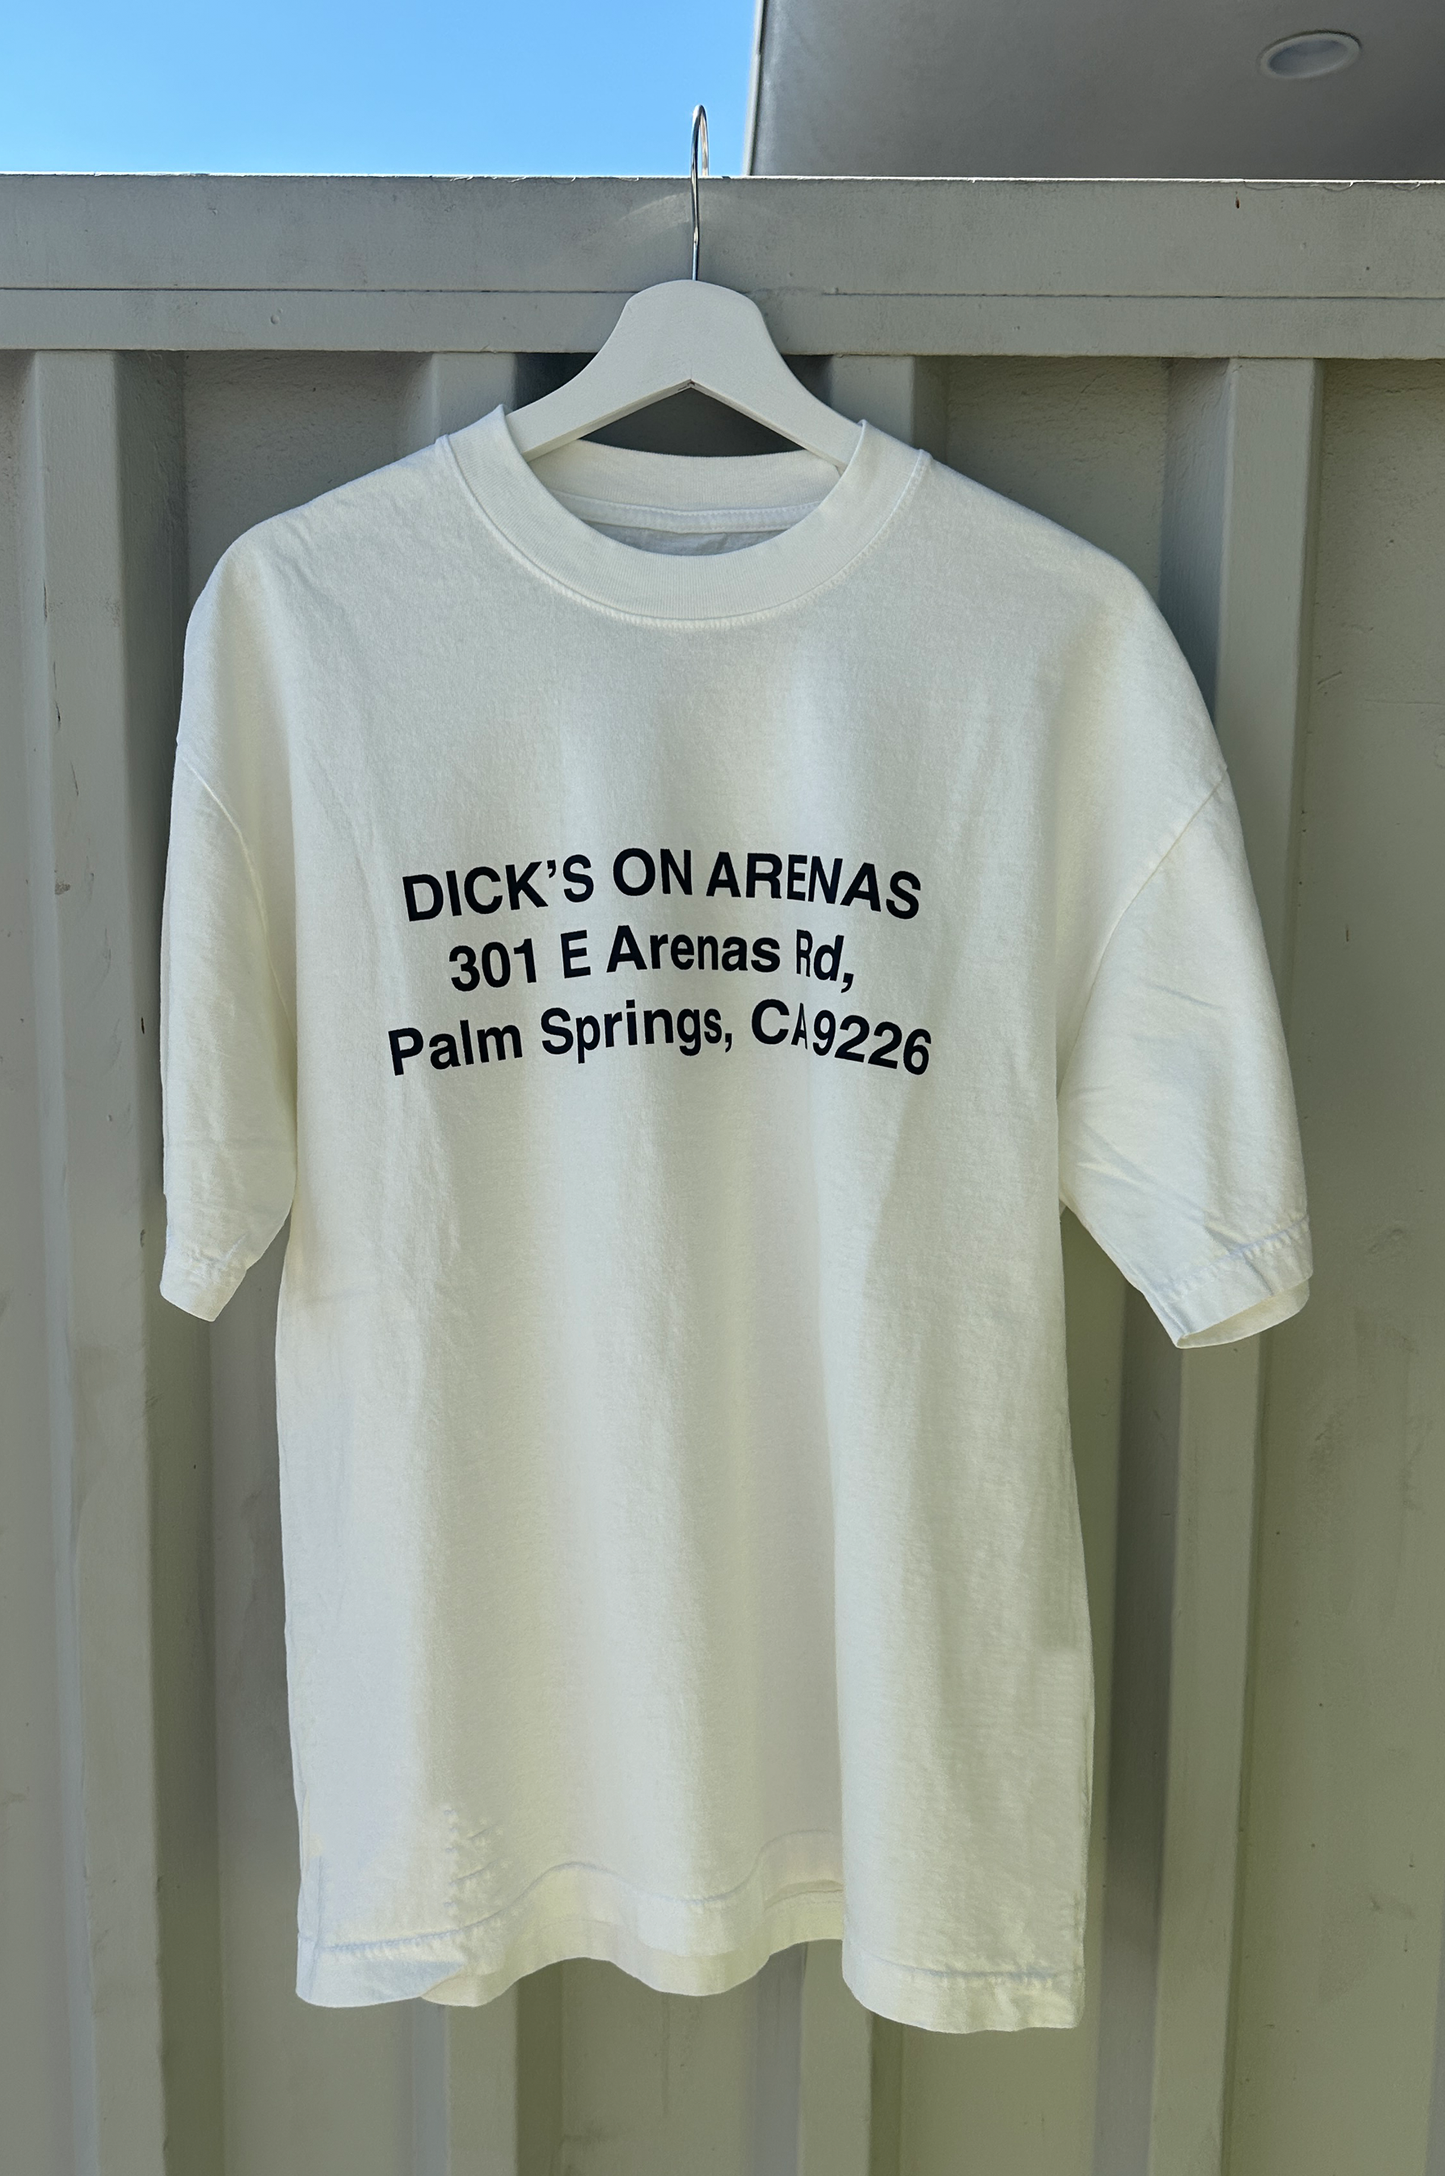 DICK’S ON ARENAS
301 E Arenas Rd,
Palm Springs, CA9226